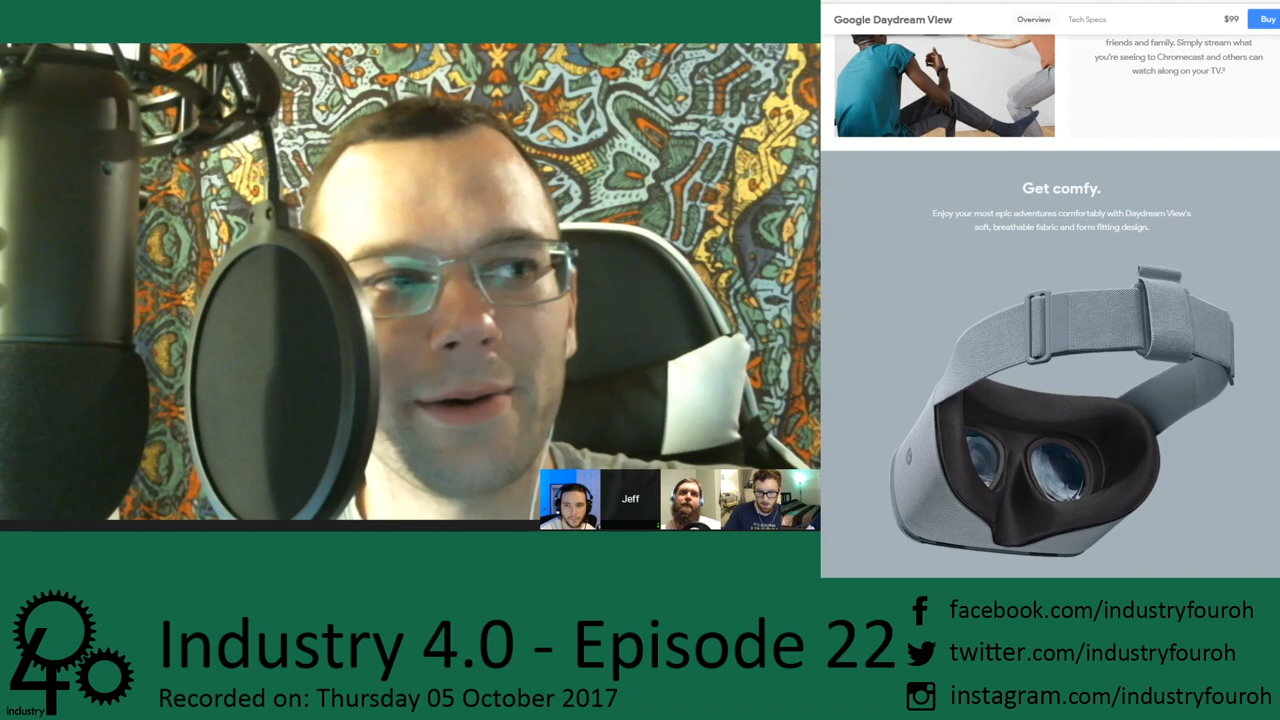 Google Daydream View
Overview
Tech Specs
$99
Buy
friends and family. Simply stream what
you're seeing to Chromecast and others can
watch along on your TV.²
Get comfy.
Enjoy your most epic adventures comfortably with Daydream View's
soft, breathable fabric and form fitting design.
Jeff
40
industry
Industry 4.0 - Episode 22
Recorded on: Thursday 05 October 2017
facebook.com/industryfouroh
twitter.com/industryfouroh
instagram.com/industryfouroh